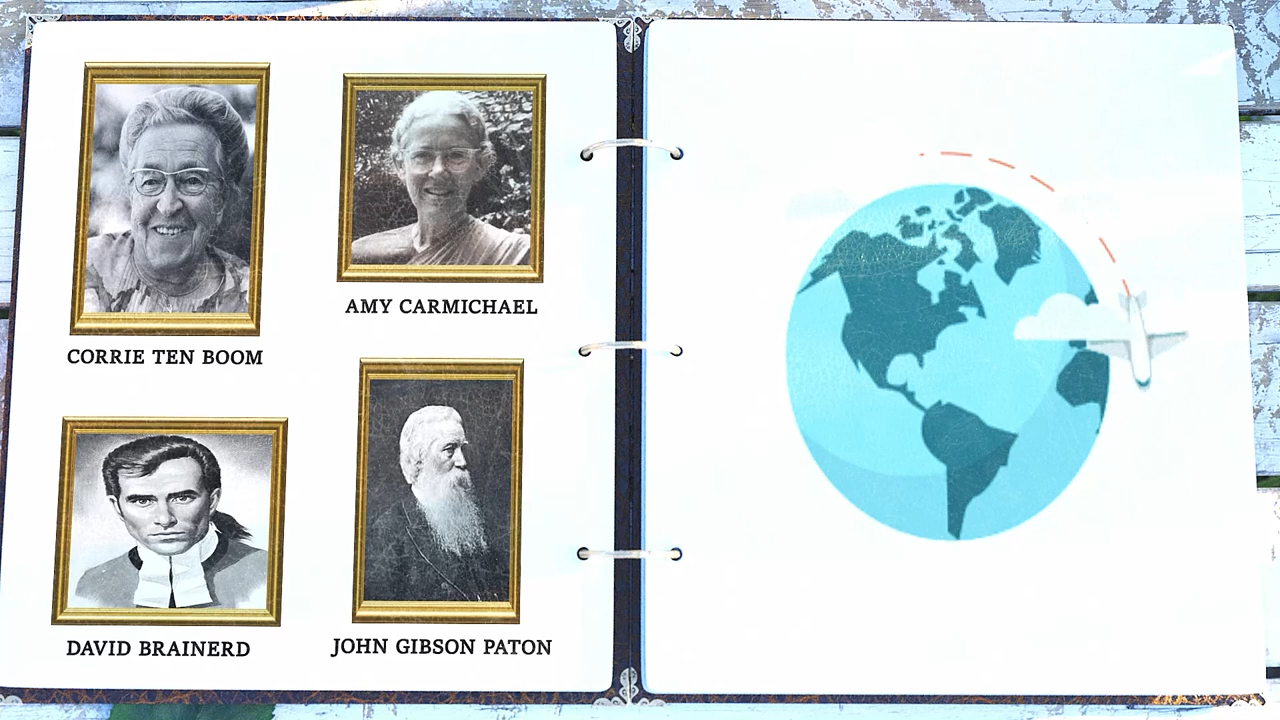 CORRIE TEN BOOM
AMY CARMICHAEL
DAVID BRAINERD
JOHN GIBSON PATON